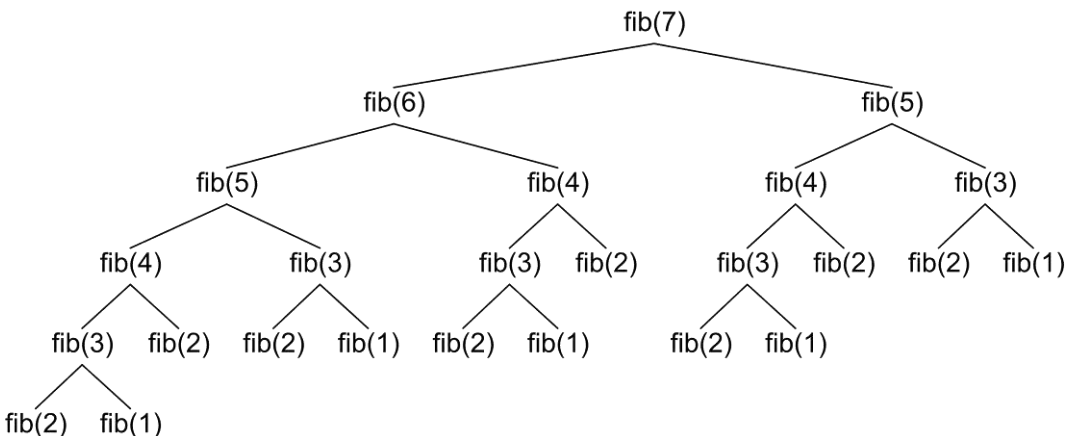 fib(7)
fib(6) fib(5)
fib(5) fib(4) fib(4) fib(3)
fib(4) fib(3) fib(3) fib(2) fib(3) fib(2) fib(2) fib(1)
fib(3) fib(2) fib(2) fib(1) fib(2) fib(1) fib(2) fib(1)
fib(2) fib(1)